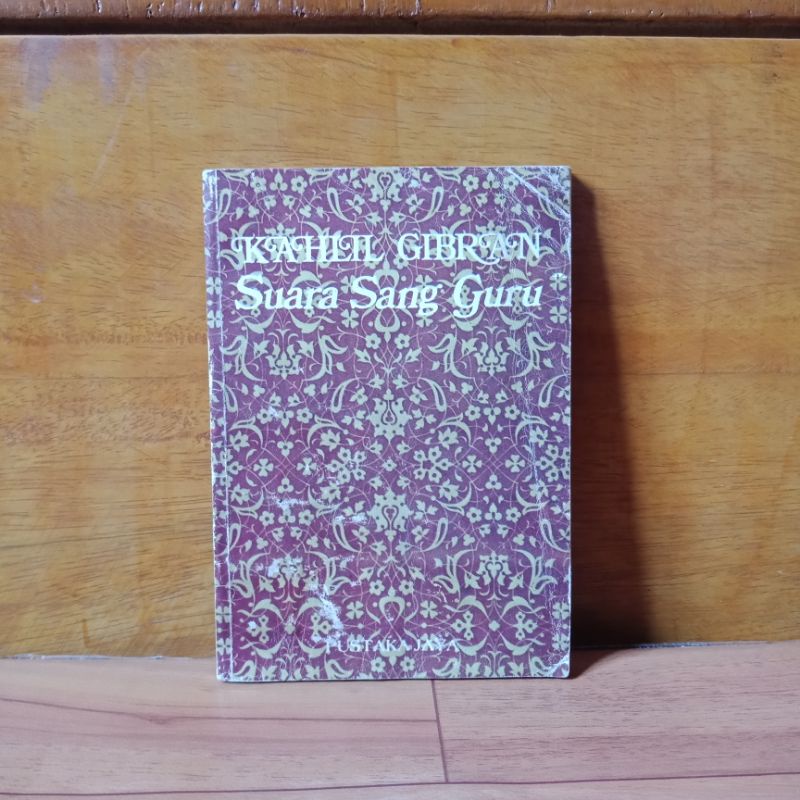 KAHLIL GIBRAN
Suara Sang Guru
PUSTAKA JAYA